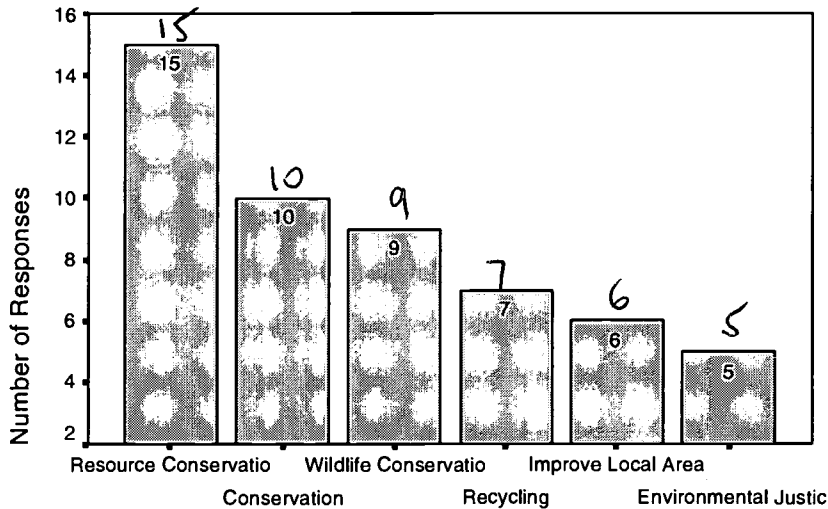 16
15
15
14
12
10
10
10
9
9
8
7
7
6
6
6
5
5
4
2
Number of Responses
Resource Conservatio
Wildlife Conservatio
Improve Local Area
Conservation
Recycling
Environmental Justic